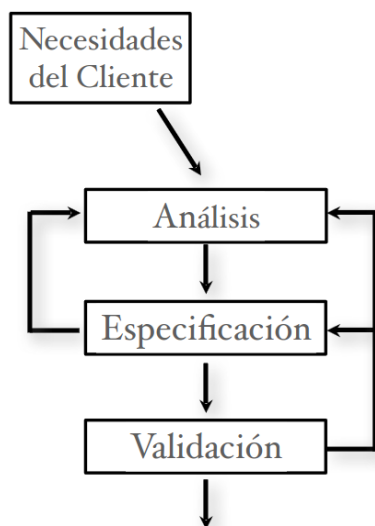 Necesidades
del Cliente
Análisis
Especificación
Validación